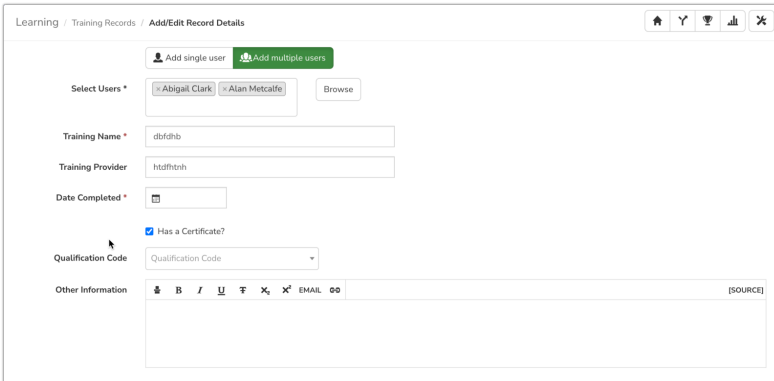 Learning / Training Records / Add/Edit Record Details
Add single user Add multiple users
Select Users * ×Abigail Clark ×Alan Metcalfe Browse
Training Name * dbfdhb
Training Provider htdfhtnh
Date Completed *
Has a Certificate?
Qualification Code Qualification Code
Other Information B I U T X₂ X² EMAIL [SOURCE]